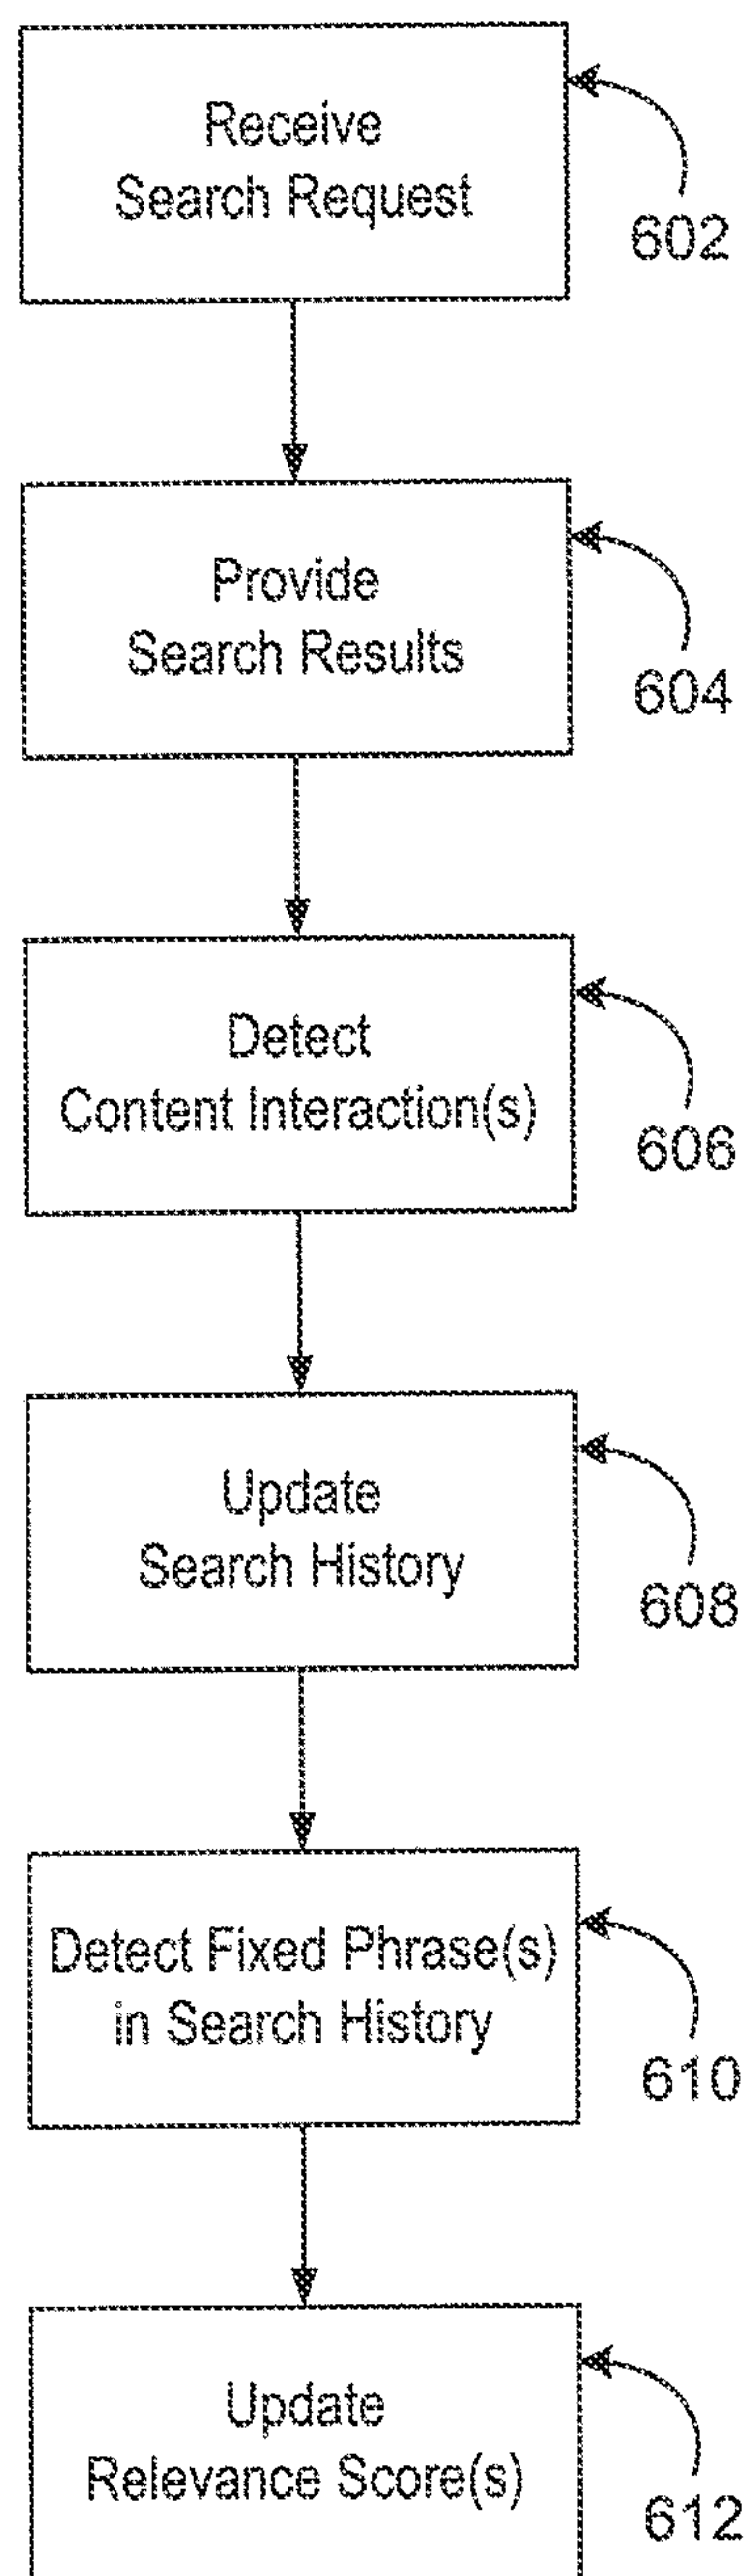 Receive
Search Request
602
Provide
Search Results
604
Detect
Content Interaction(s)
606
Update
Search History
608
Detect Fixed Phrase(s)
in Search History
610
Update
Relevance Score(s)
612